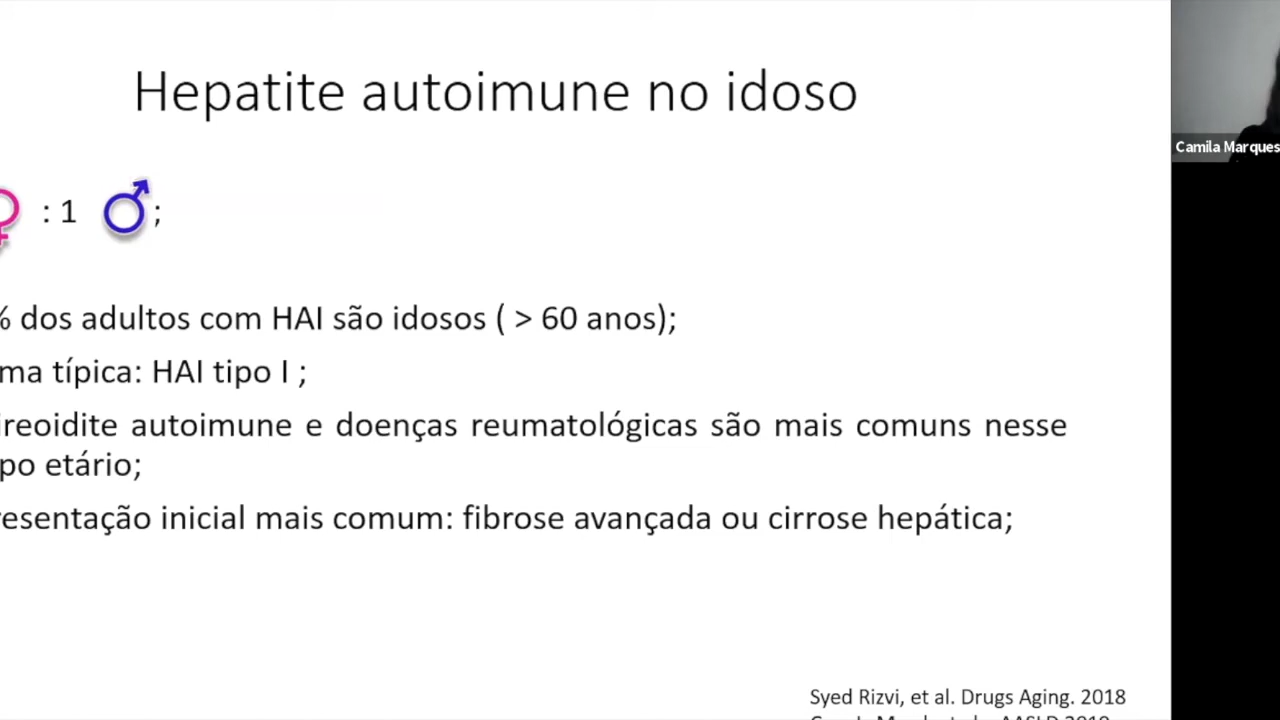 Hepatite autoimune no idoso
Camila Marques
: 1 ;
% dos adultos com HAI são idosos ( > 60 anos);
ma típica: HAI tipo I ;
ireoidite autoimune e doenças reumatológicas são mais comuns nesse
po etário;
resentação inicial mais comum: fibrose avançada ou cirrose hepática;
Syed Rizvi, et al. Drugs Aging. 2018